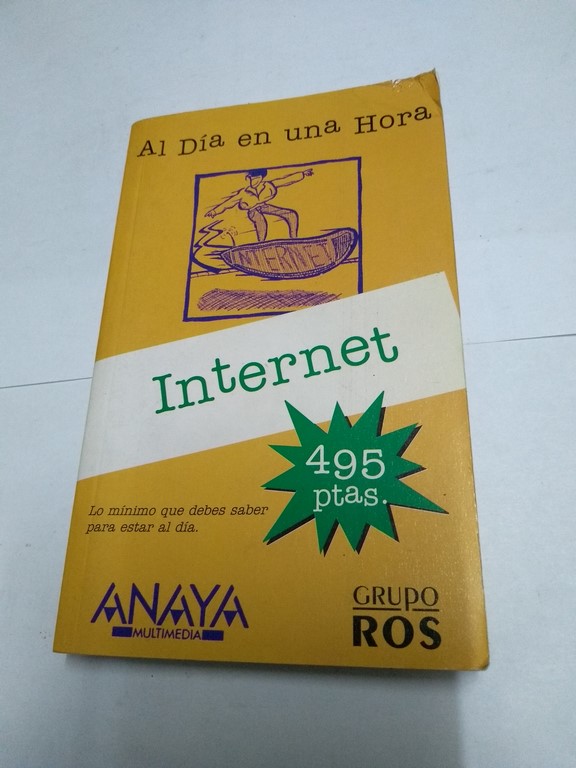 Al Día en una Hora
INTERNET
Internet
495
ptas.
Lo mínimo que debes saber
para estar al día.
ANAYA
MULTIMEDIA
GRUPO
ROS